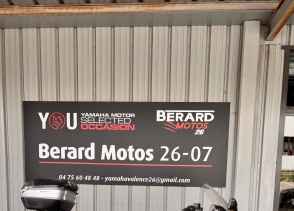 YOU YAMAHA MOTOR SELECTED OCCASION
BERARD MOTOS 26
Berard Motos 26-07
04 75 60 48 48 - yamahavalence26@gmail.com